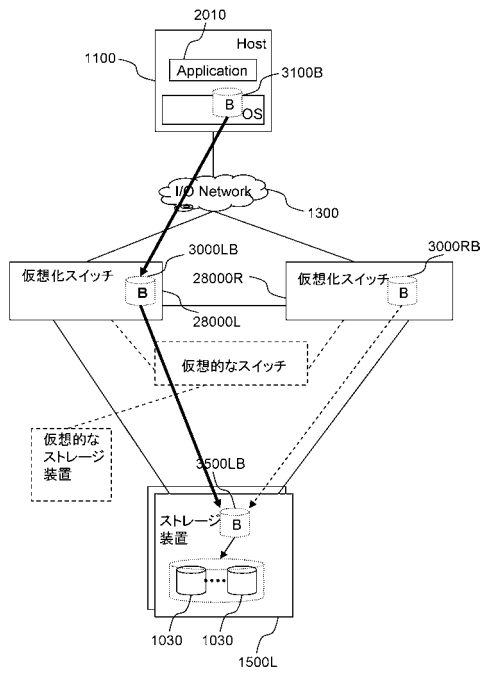 2010
Host
1100
Application
3100B
B
OS
I/O Network
1300
3000LB
3000RB
仮想化スイッチ
28000R
仮想化スイッチ
B
B
28000L
仮想的なスイッチ
仮想的な
ストレージ
装置
3500LB
ストレージ
装置
B
1030
1030
1500L